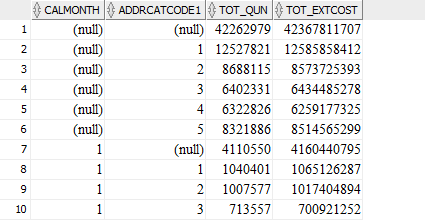 CALMONTH ADDRCATCODE1 TOT_QUN TOT_EXTCOST
1 (null) (null) 42262979 42367811707
2 (null) 1 12527821 12585858412
3 (null) 2 8688115 8573725393
4 (null) 3 6402331 6434485278
5 (null) 4 6322826 6259177325
6 (null) 5 8321886 8514565299
7 1 (null) 4110550 4160440795
8 1 1 1040401 1065126287
9 1 2 1007577 1017404894
10 1 3 713557 700921252